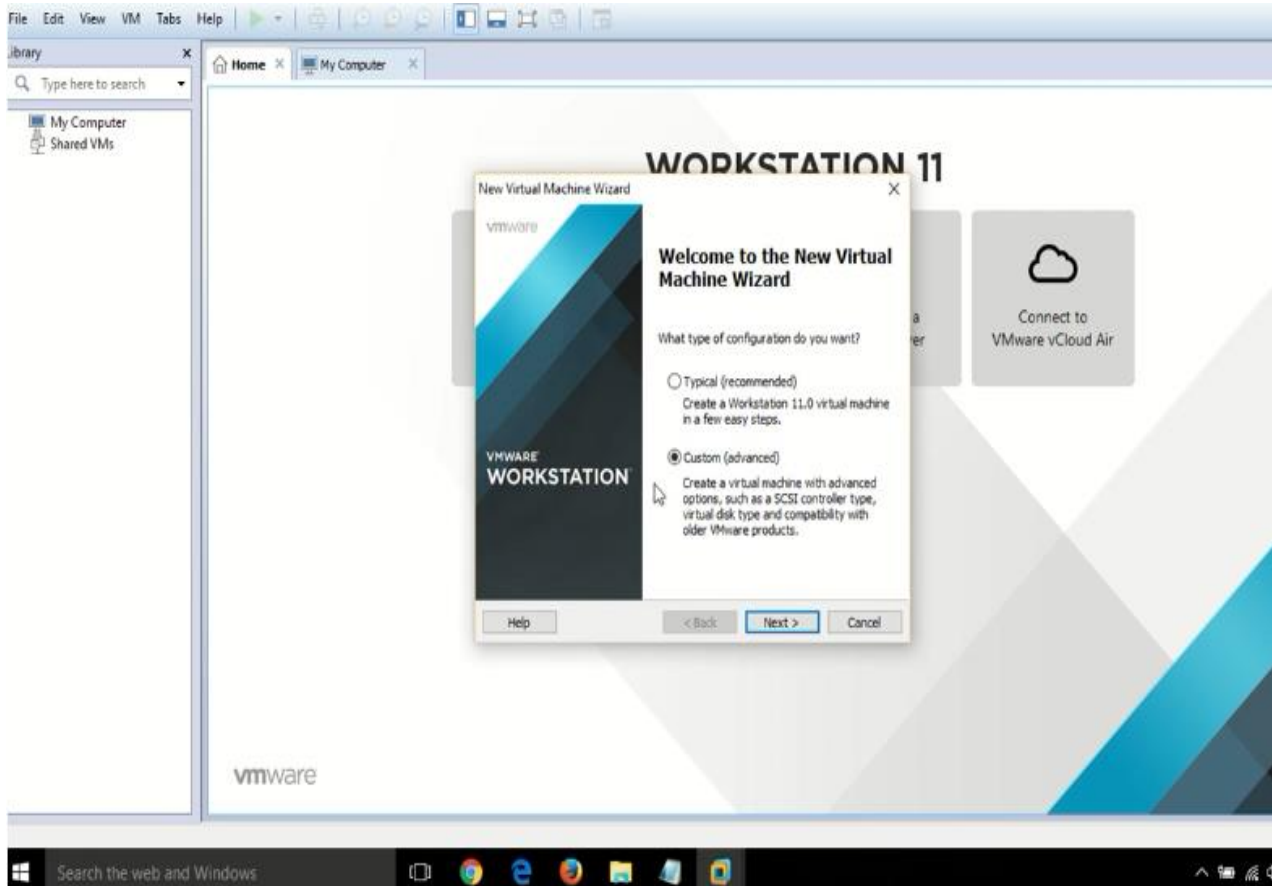 File Edit View VM Tabs Help
Library
Type here to search
My Computer
Shared VMs
Home
My Computer
WORKSTATION 11
New Virtual Machine Wizard
vmware
Welcome to the New Virtual
Machine Wizard
What type of configuration do you want?
Typical (recommended)
Create a Workstation 11.0 virtual machine
in a few easy steps.
Custom (advanced)
Create a virtual machine with advanced
options, such as a SCSI controller type,
virtual disk type and compatibility with
older VMware products.
VMWARE
WORKSTATION
Help
< Back
Next >
Cancel
a
er
Connect to
VMware vCloud Air
vmware
Search the web and Windows